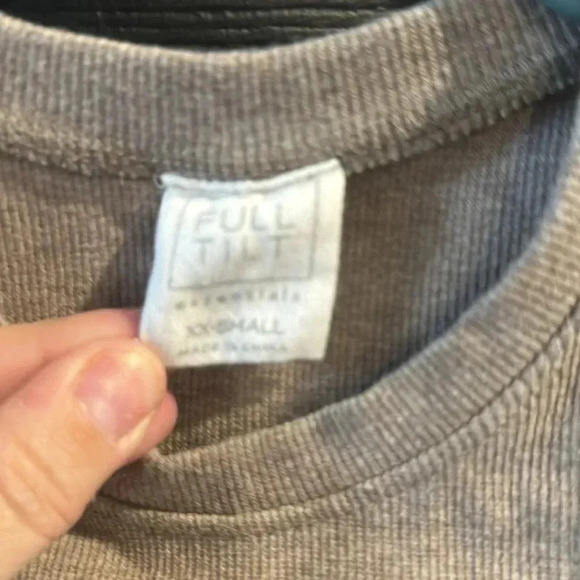 FULL
TILT
essentials
XX-SMALL
MADE IN CHINA